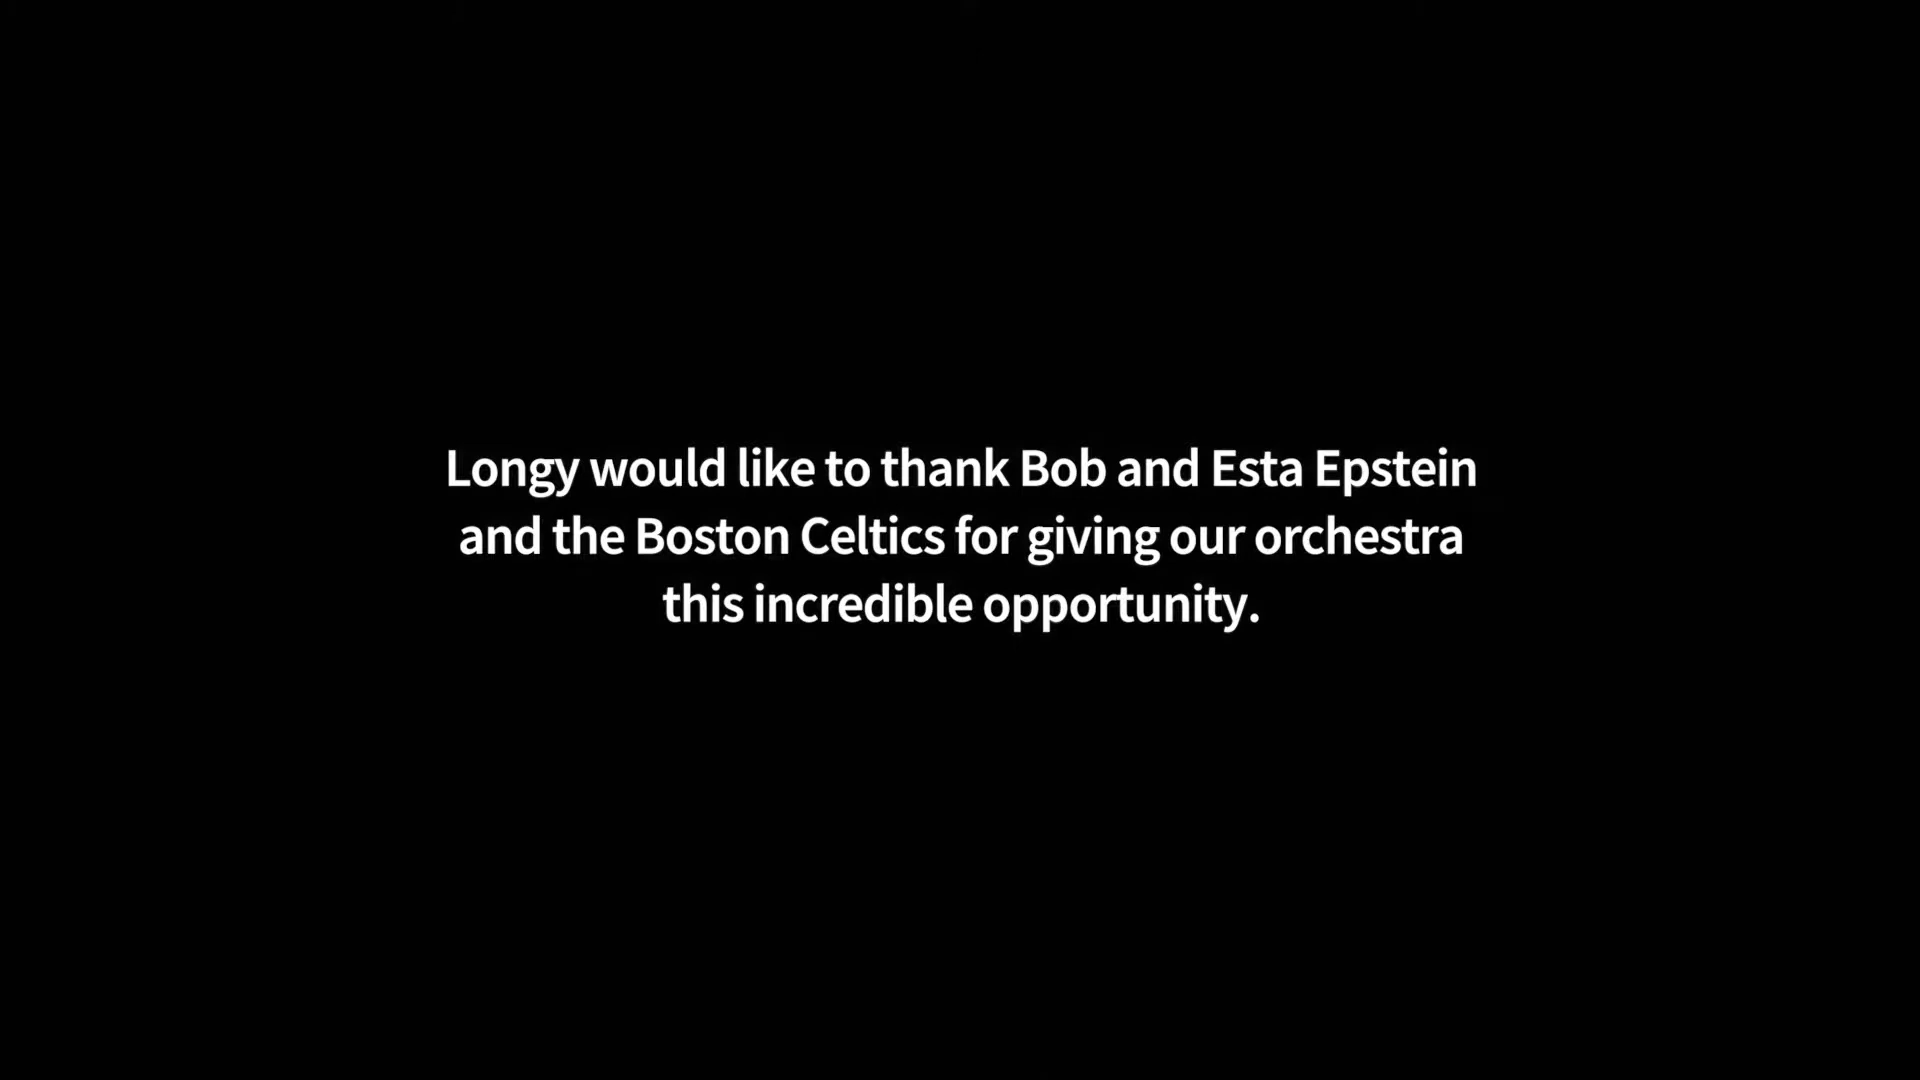 Longy would like to thank Bob and Esta Epstein
and the Boston Celtics for giving our orchestra
this incredible opportunity.